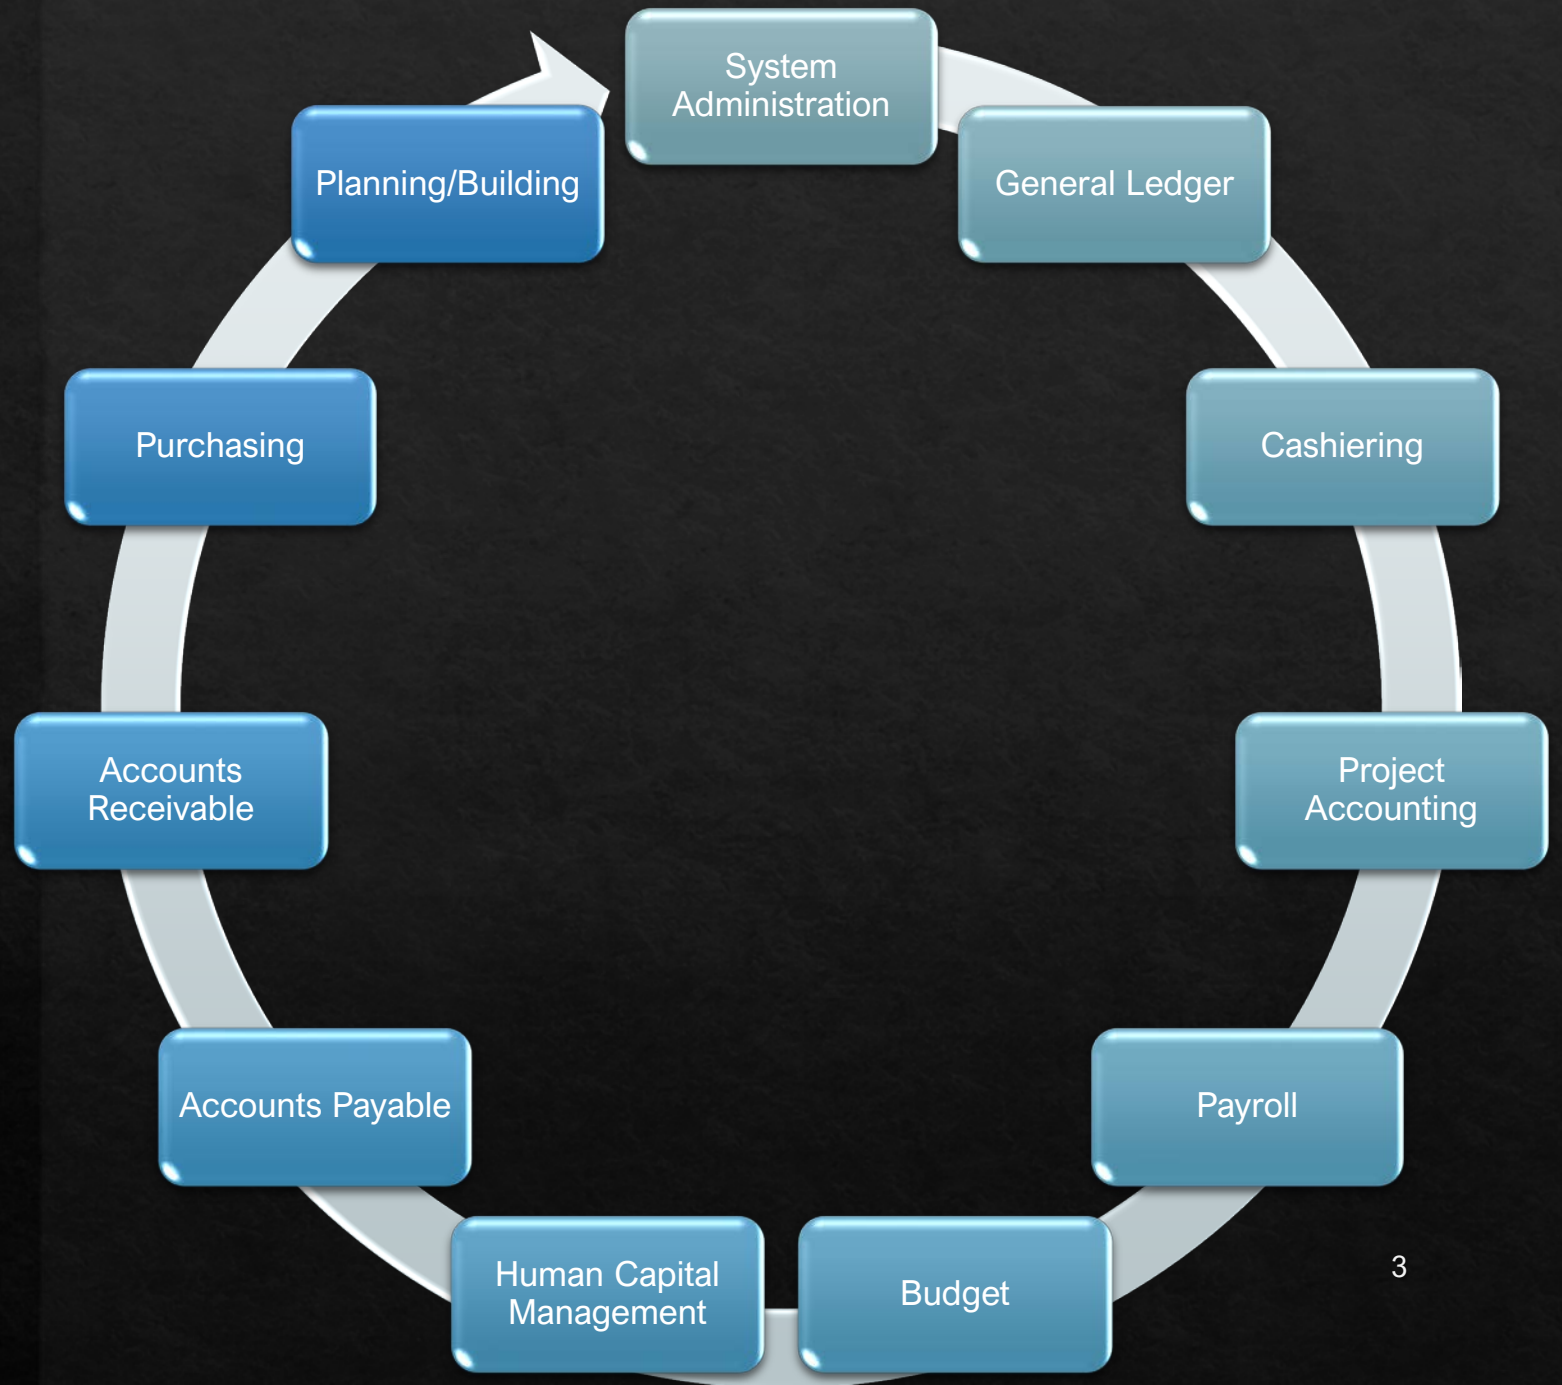 System
Administration
General Ledger
Cashiering
Project
Accounting
Payroll
Budget
Human Capital
Management
Accounts Payable
Accounts
Receivable
Purchasing
Planning/Building
3